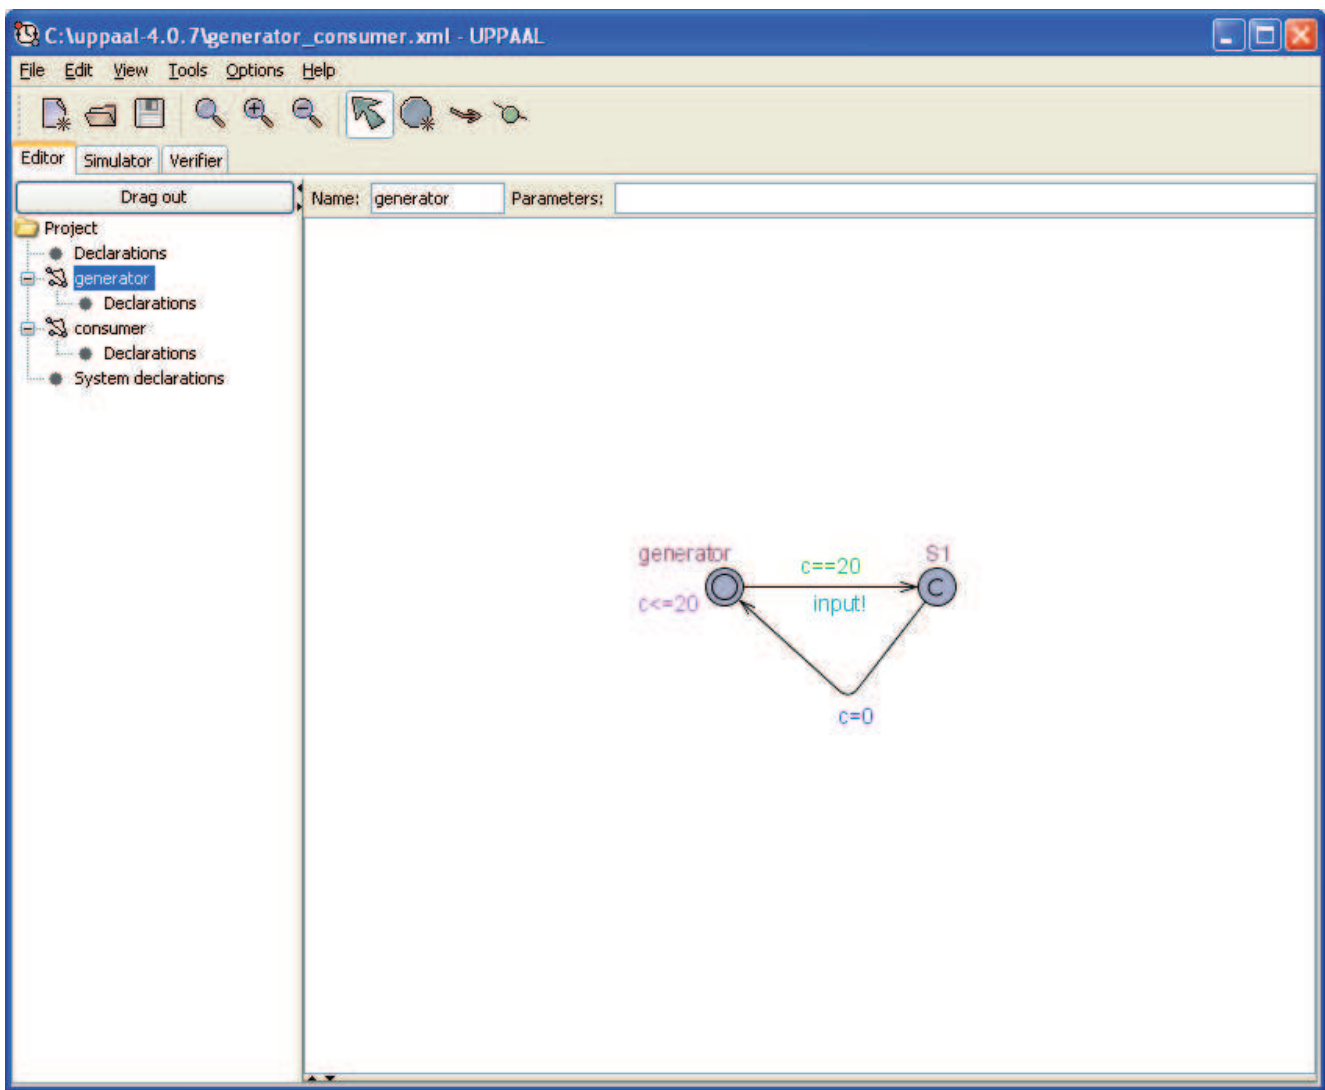 C:\uppaal-4.0.7\generator_consumer.xml - UPPAAL
File Edit View Tools Options Help
Editor Simulator Verifier
Drag out
Name: generator Parameters:
Project
Declarations
generator
Declarations
consumer
Declarations
System declarations
generator
S1
c==20
c<=20
C
input!
c=0